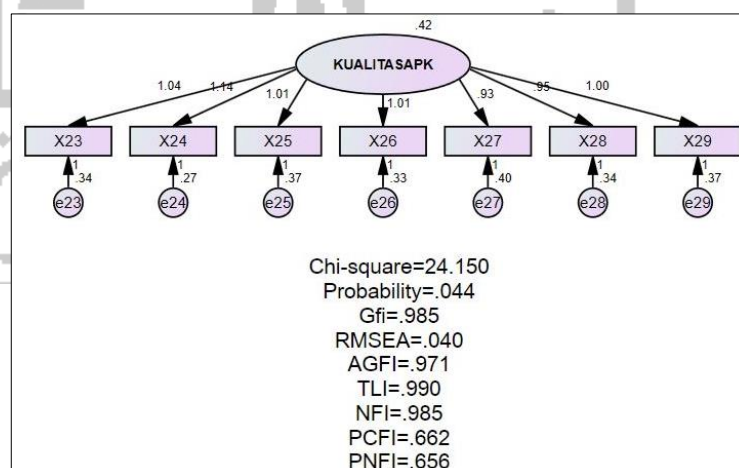 .42
KUALITASAPK
1.04 1.14 1.01 1.01 .93 .95 1.00
X23 X24 X25 X26 X27 X28 X29
1 1 1 1 1 1 1
.34 .27 .37 .33 .40 .34 .37
e23 e24 e25 e26 e27 e28 e29
Chi-square=24.150
Probability=.044
Gfi=.985
RMSEA=.040
AGFI=.971
TLI=.990
NFI=.985
PCFI=.662
PNFI=.656